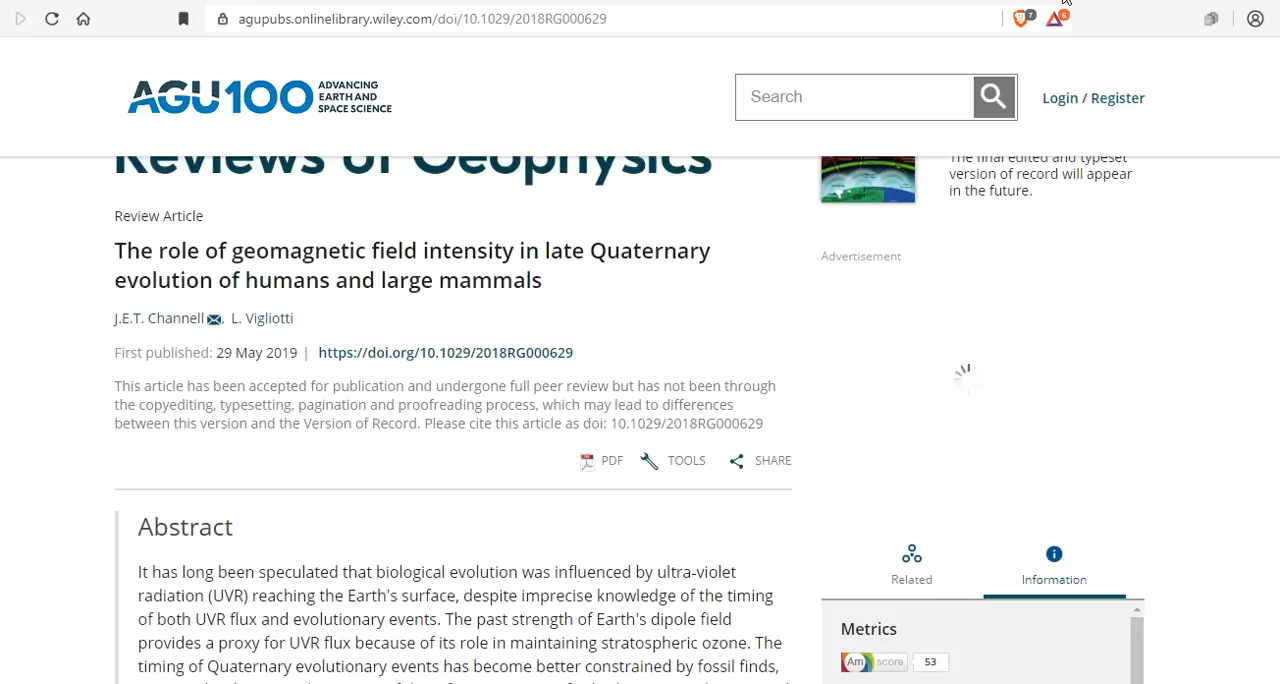 agupubs.onlinelibrary.wiley.com/doi/10.1029/2018RG000629
7
6
AGU100 ADVANCING
EARTH AND
SPACE SCIENCE
Search
Login / Register
Reviews of Geophysics
The final edited and typeset
version of record will appear
in the future.
Review Article
The role of geomagnetic field intensity in late Quaternary
evolution of humans and large mammals
J.E.T. Channell, L. Vigliotti
First published: 29 May 2019 | https://doi.org/10.1029/2018RG000629
This article has been accepted for publication and undergone full peer review but has not been through
the copyediting, typesetting, pagination and proofreading process, which may lead to differences
between this version and the Version of Record. Please cite this article as doi: 10.1029/2018RG000629
PDF TOOLS SHARE
Advertisement
Abstract
It has long been speculated that biological evolution was influenced by ultra-violet
radiation (UVR) reaching the Earth's surface, despite imprecise knowledge of the timing
of both UVR flux and evolutionary events. The past strength of Earth's dipole field
provides a proxy for UVR flux because of its role in maintaining stratospheric ozone. The
timing of Quaternary evolutionary events has become better constrained by fossil finds,
Related
Information
Metrics
Am score 53